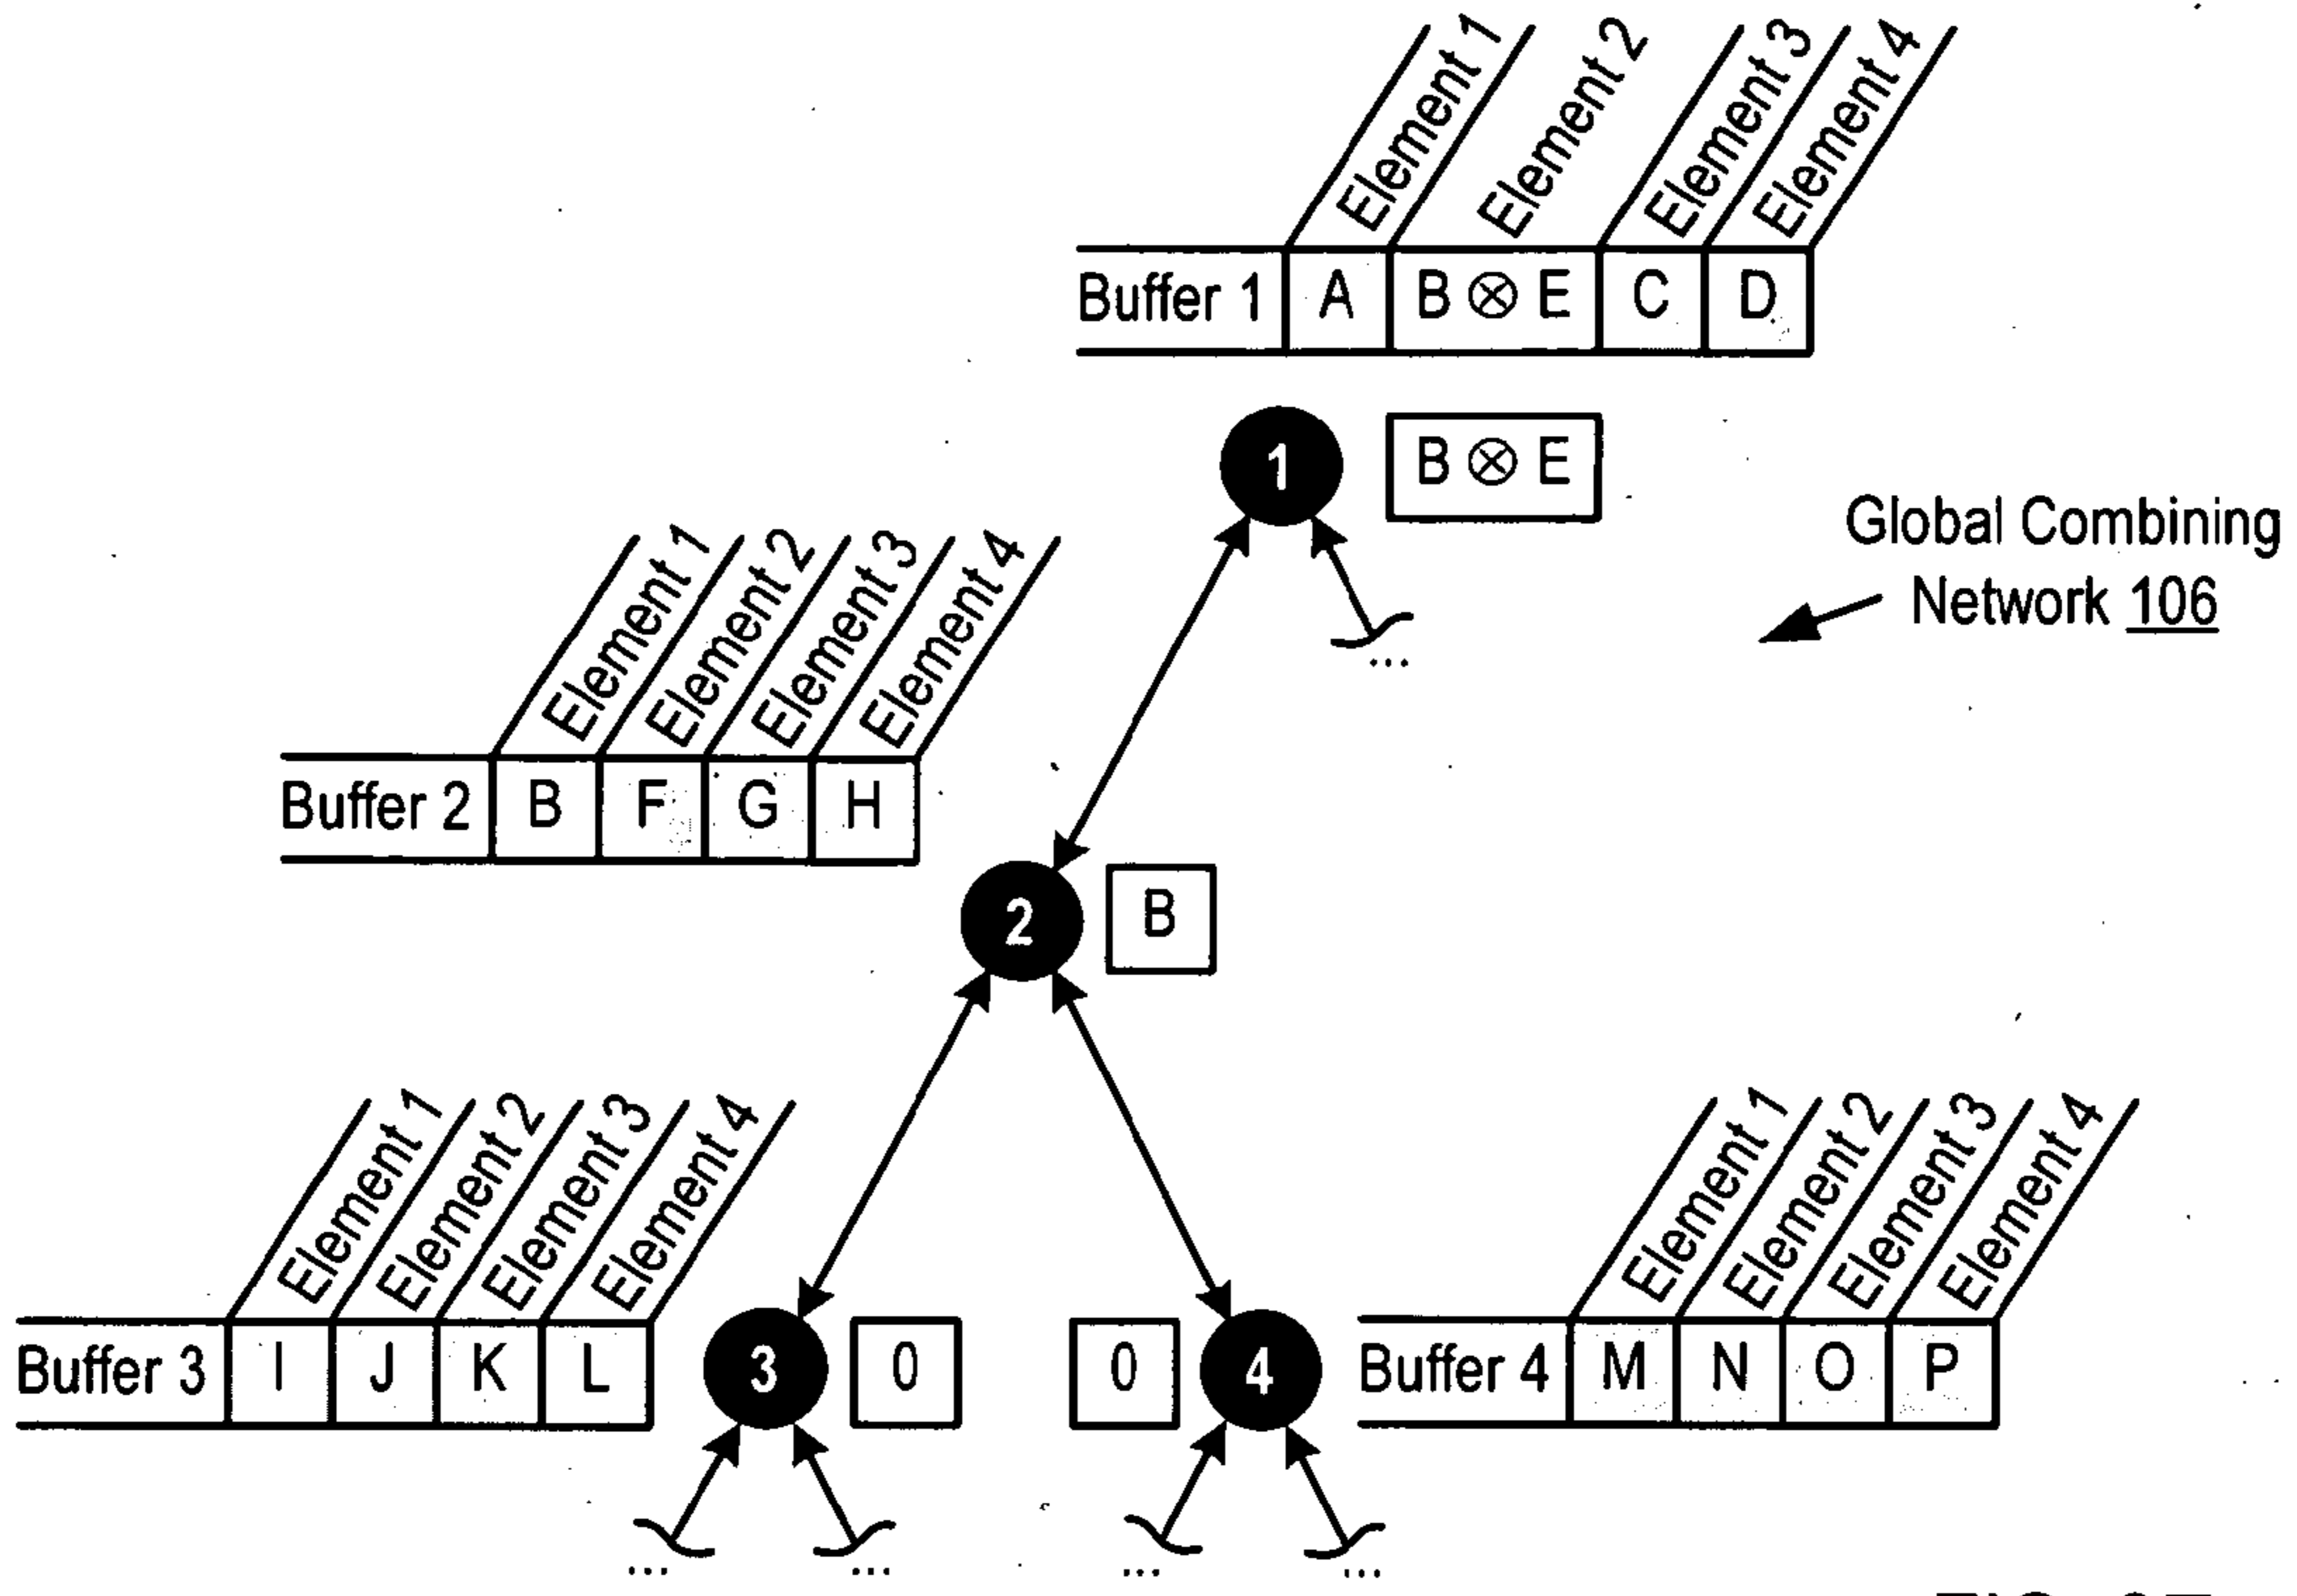 Element 1
Element 2
Element 3
Element 4
Buffer 1 A B ⊗ E C D
1 B ⊗ E
Global Combining
Network 106
...
Element 1
Element 2
Element 3
Element 4
Buffer 2 B F G H
2 B
Element 1
Element 2
Element 3
Element 4
Element 1
Element 2
Element 3
Element 4
Buffer 3 I J K L 3 0 0 4 Buffer 4 M N O P
... ... ... ...